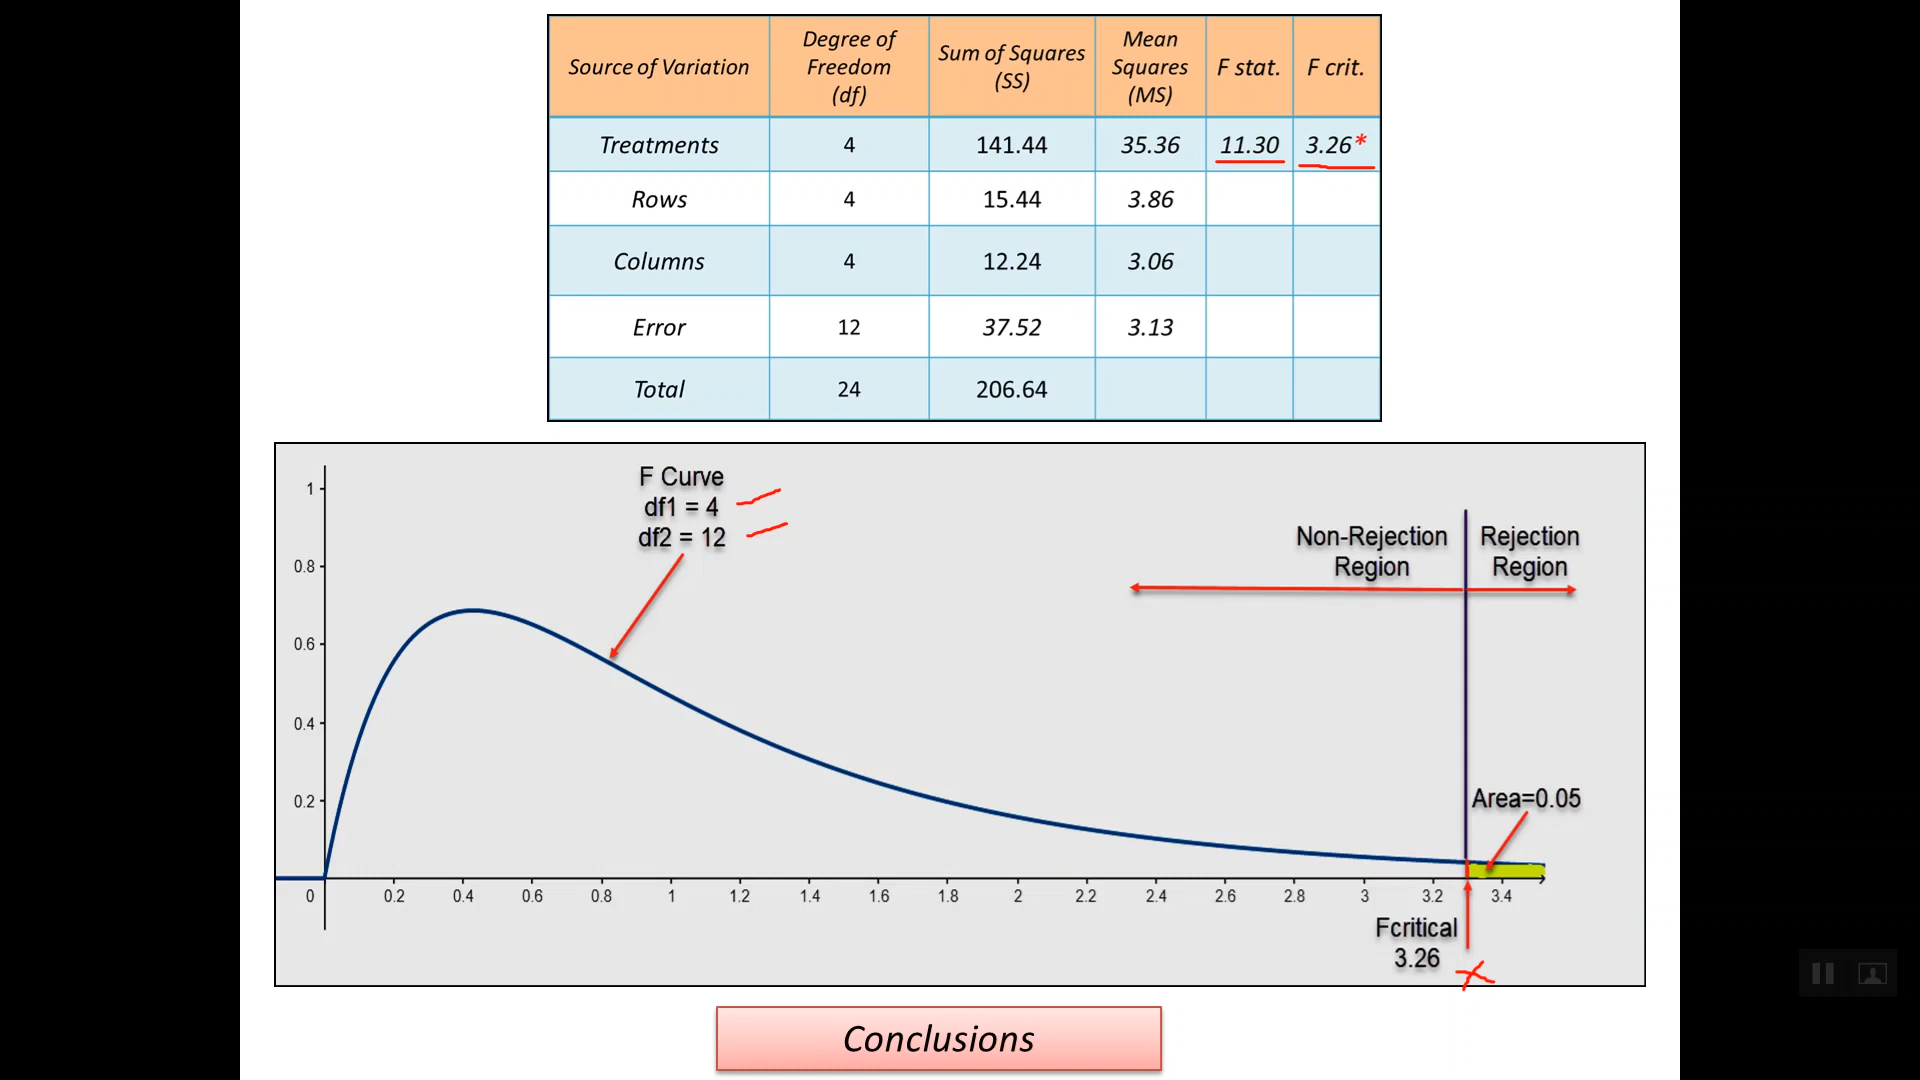 Source of Variation
Degree of
Freedom
(df)
Sum of Squares
(SS)
Mean
Squares
(MS)
F stat.
F crit.
Treatments 4 141.44 35.36 11.30 3.26*
Rows 4 15.44 3.86
Columns 4 12.24 3.06
Error 12 37.52 3.13
Total 24 206.64
F Curve
df1 = 4
df2 = 12
Non-Rejection
Region
Rejection
Region
1
0.8
0.6
0.4
0.2
Area=0.05
0 0.2 0.4 0.6 0.8 1 1.2 1.4 1.6 1.8 2 2.2 2.4 2.6 2.8 3 3.2 3.4
Fcritical
3.26
Conclusions